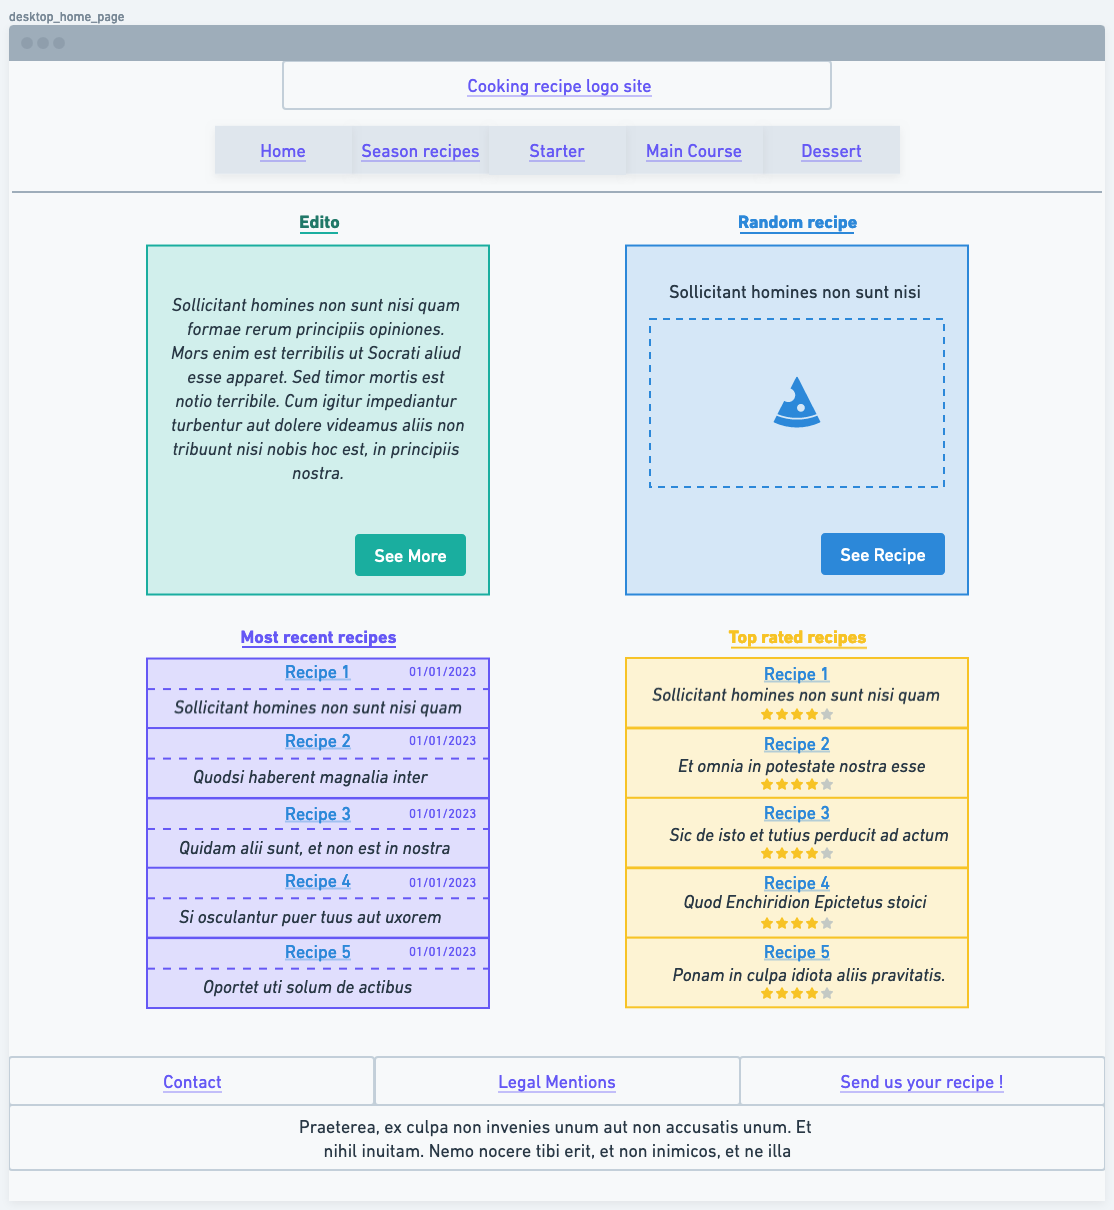 desktop_home_page
Cooking recipe logo site
Home Season recipes Starter Main Course Dessert
Edito
Sollicitant homines non sunt nisi quam
formae rerum principiis opiniones.
Mors enim est terribilis ut Socrati aliud
esse apparet. Sed timor mortis est
notio terribile. Cum igitur impediantur
turbentur aut dolere videamus aliis non
tribuunt nisi nobis hoc est, in principiis
nostra.
See More
Random recipe
Sollicitant homines non sunt nisi
See Recipe
Most recent recipes
Recipe 1 01/01/2023
Sollicitant homines non sunt nisi quam
Recipe 2 01/01/2023
Quodsi haberent magnalia inter
Recipe 3 01/01/2023
Quidam alii sunt, et non est in nostra
Recipe 4 01/01/2023
Si osculantur puer tuus aut uxorem
Recipe 5 01/01/2023
Oportet uti solum de actibus
Top rated recipes
Recipe 1
Sollicitant homines non sunt nisi quam
Recipe 2
Et omnia in potestate nostra esse
Recipe 3
Sic de isto et tutius perducit ad actum
Recipe 4
Quod Enchiridion Epictetus stoici
Recipe 5
Ponam in culpa idiota aliis pravitatis.
Contact Legal Mentions Send us your recipe !
Praeterea, ex culpa non invenies unum aut non accusatis unum. Et
nihil inuitam. Nemo nocere tibi erit, et non inimicos, et ne illa